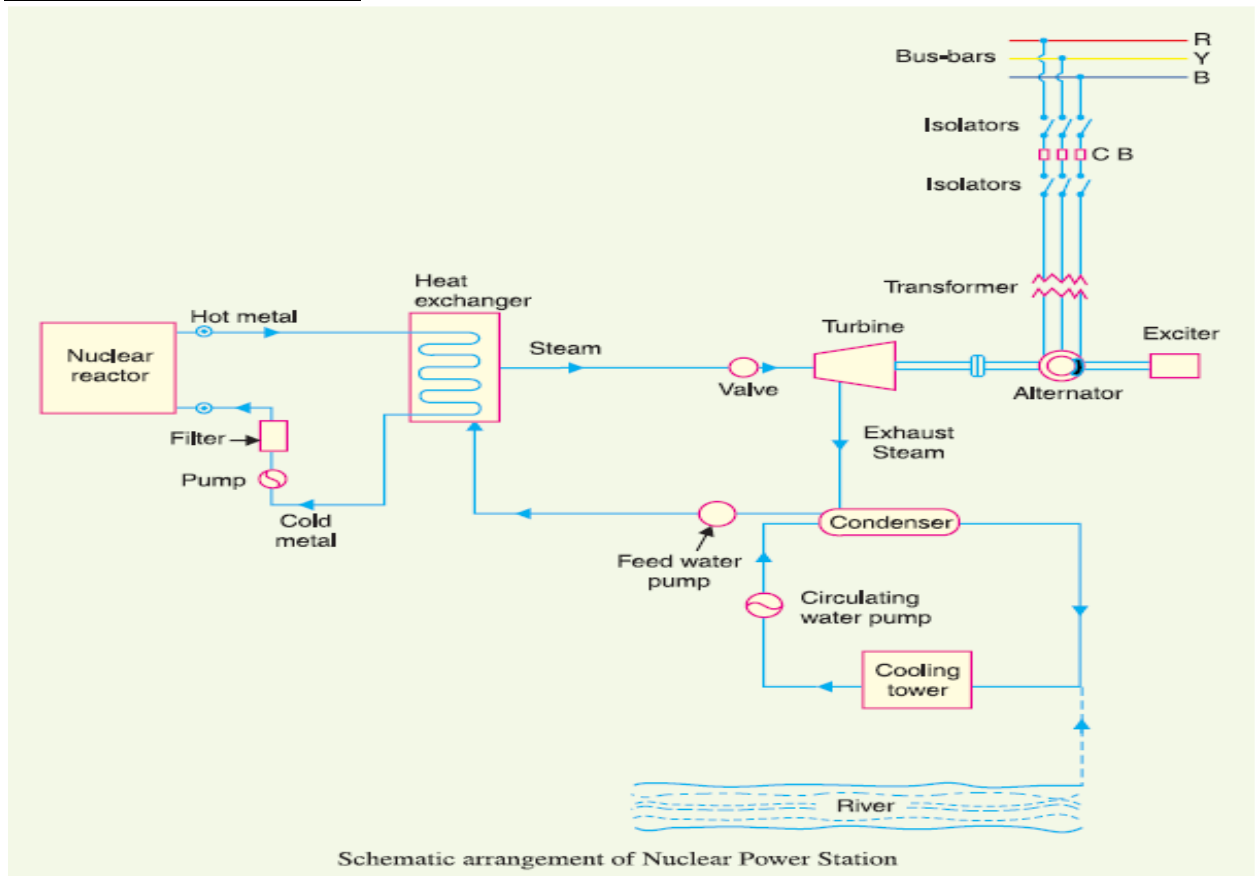 R
Bus-bars
Y
B
Isolators
C B
Isolators
Transformer
Heat
exchanger
Hot metal
Nuclear
reactor
Steam
Valve
Turbine
Exciter
Alternator
Filter
Pump
Cold
metal
Exhaust
Steam
Condenser
Feed water
pump
Circulating
water pump
Cooling
tower
River
Schematic arrangement of Nuclear Power Station